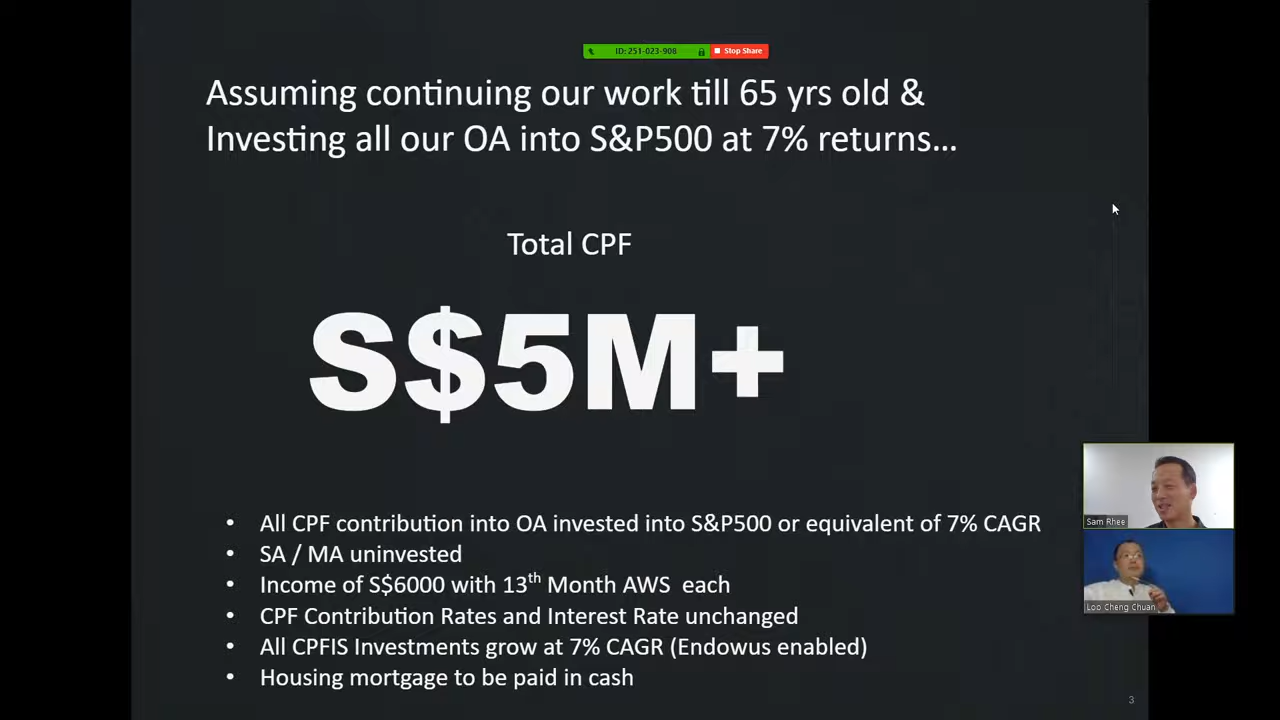 ID: 251-023-908
Stop Share
Assuming continuing our work till 65 yrs old &
Investing all our OA into S&P500 at 7% returns...
Total CPF
S$5M+
• All CPF contribution into OA invested into S&P500 or equivalent of 7% CAGR
• SA / MA uninvested
• Income of S$6000 with 13th Month AWS each
• CPF Contribution Rates and Interest Rate unchanged
• All CPFIS Investments grow at 7% CAGR (Endowus enabled)
• Housing mortgage to be paid in cash
Sam Rhee
Loo Cheng Chuan
3